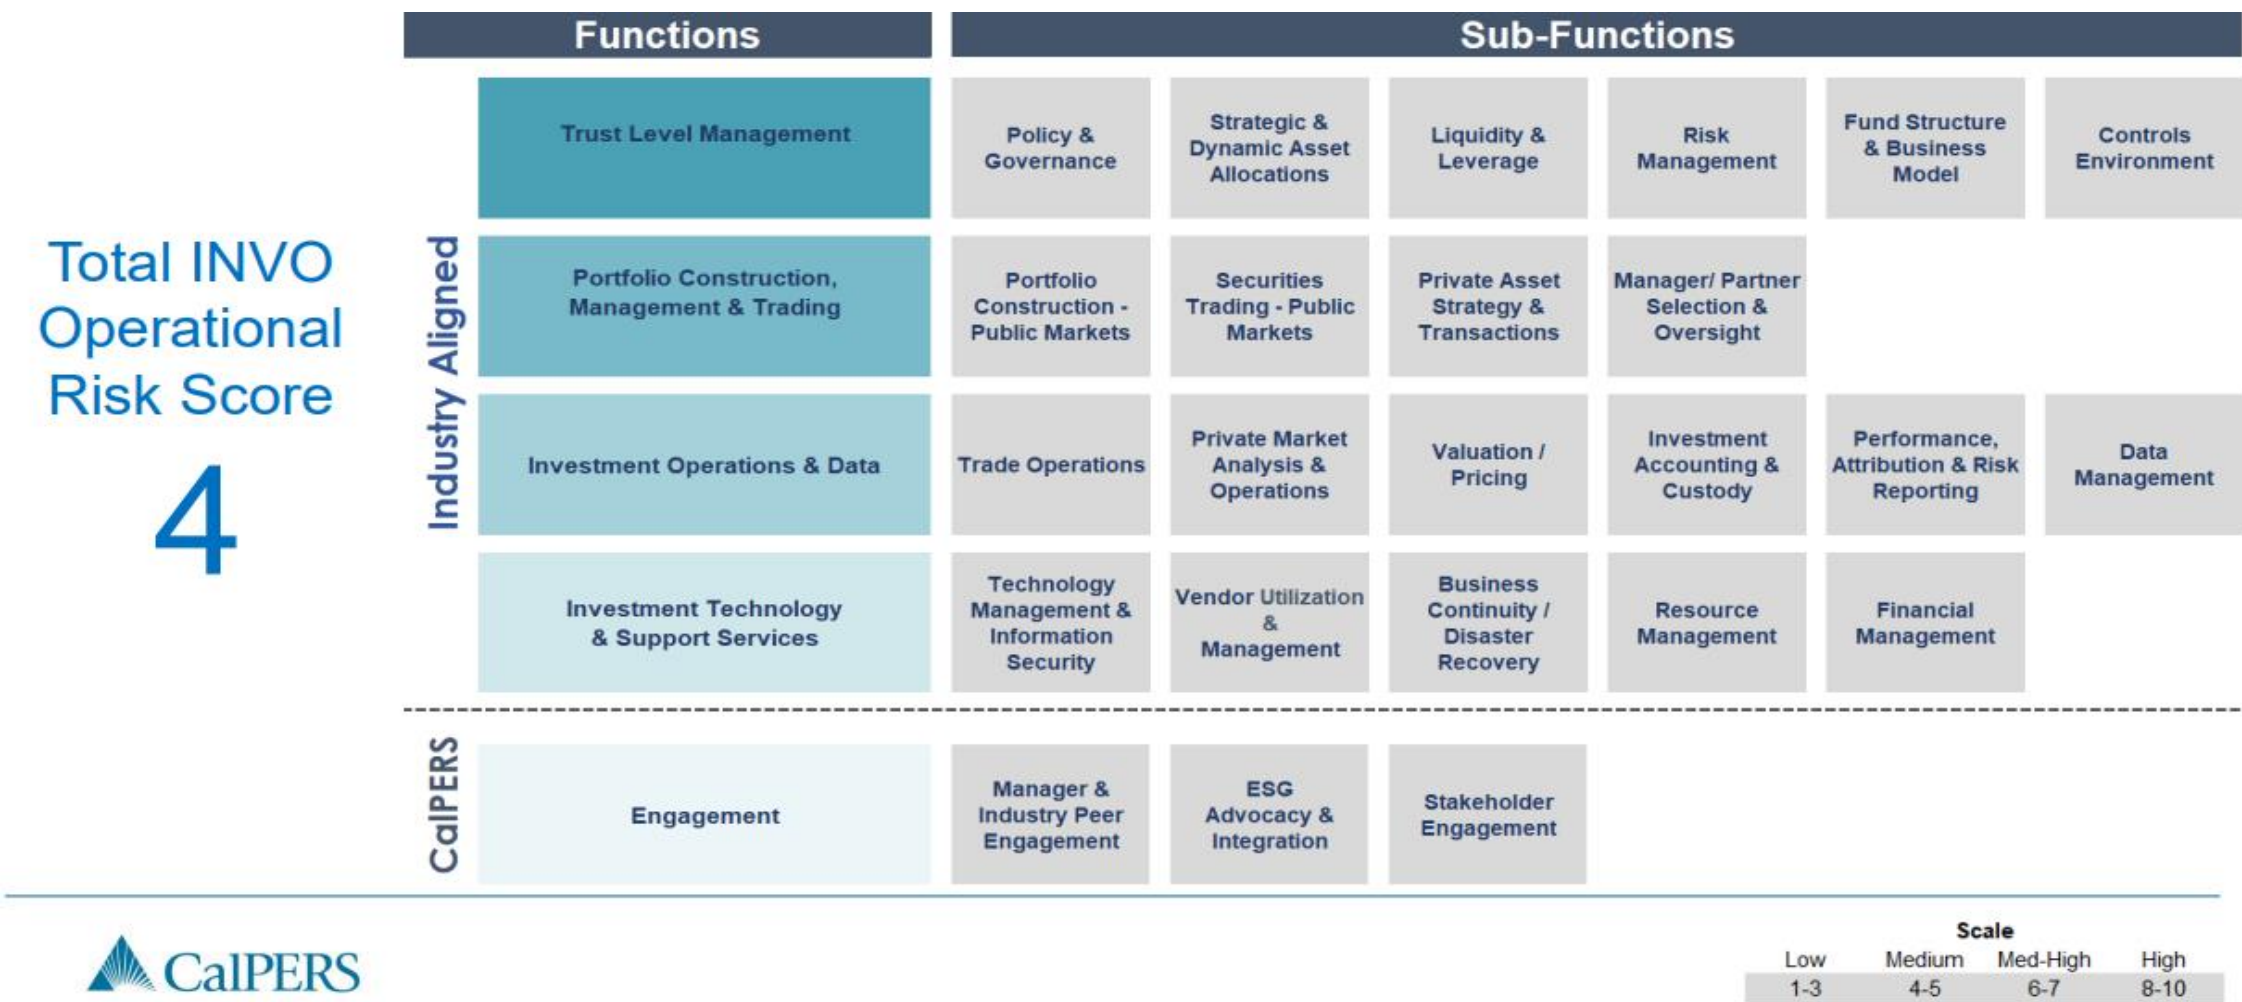 Functions
Sub-Functions
Total INVO
Operational
Risk Score
4
Industry Aligned
Trust Level Management
Policy &
Governance
Strategic &
Dynamic Asset
Allocations
Liquidity &
Leverage
Risk
Management
Fund Structure
& Business
Model
Controls
Environment
Portfolio Construction,
Management & Trading
Portfolio
Construction -
Public Markets
Securities
Trading - Public
Markets
Private Asset
Strategy &
Transactions
Manager/ Partner
Selection &
Oversight
Investment Operations & Data
Trade Operations
Private Market
Analysis &
Operations
Valuation /
Pricing
Investment
Accounting &
Custody
Performance,
Attribution & Risk
Reporting
Data
Management
Investment Technology
& Support Services
Technology
Management &
Information
Security
Vendor Utilization
&
Management
Business
Continuity /
Disaster
Recovery
Resource
Management
Financial
Management
CalPERS
Engagement
Manager &
Industry Peer
Engagement
ESG
Advocacy &
Integration
Stakeholder
Engagement
CalPERS
Scale
Low Medium Med-High High
1-3 4-5 6-7 8-10